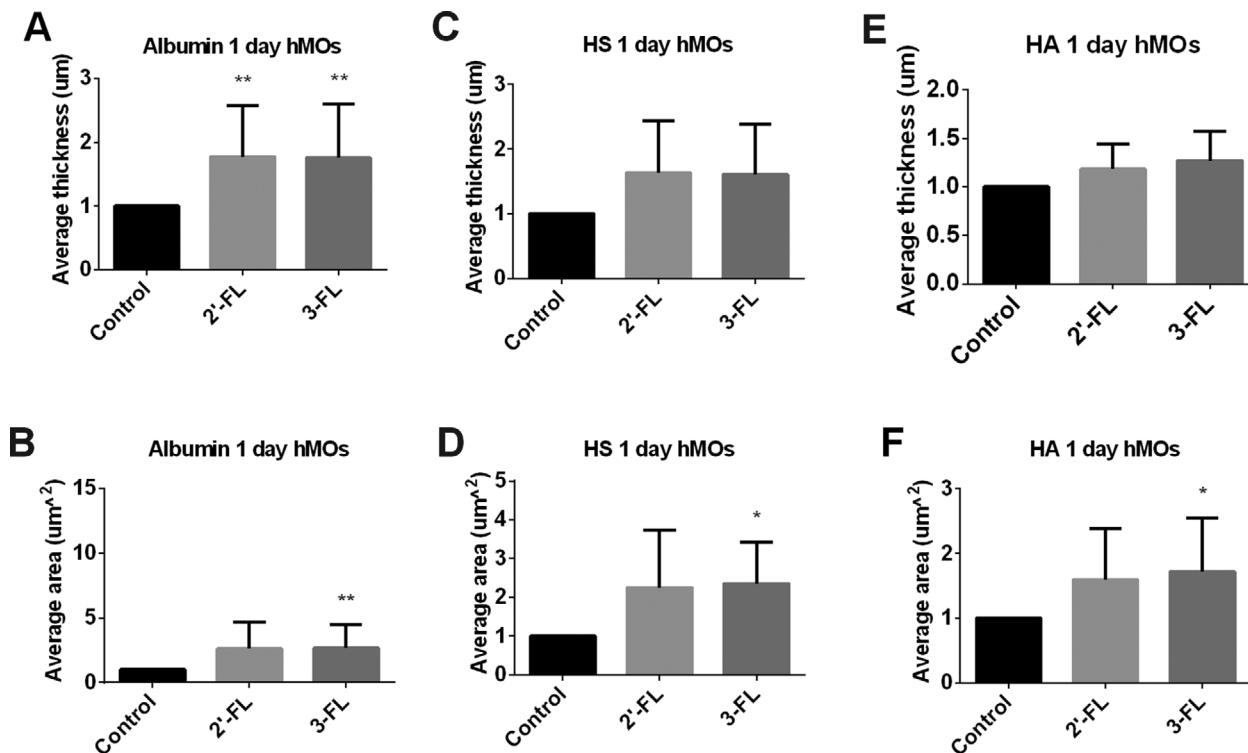 A
Albumin 1 day hMOs
Average thickness (um)
3
2
1
0
** **
Control
2'-FL
3-FL
C
HS 1 day hMOs
Average thickness (um)
3
2
1
0
Control
2'-FL
3-FL
E
HA 1 day hMOs
Average thickness (um)
2.0
1.5
1.0
0.5
0.0
Control
2'-FL
3-FL
B
Albumin 1 day hMOs
Average area (um^2)
15
10
5
0
**
Control
2'-FL
3-FL
D
HS 1 day hMOs
Average area (um^2)
5
4
3
2
1
0
*
Control
2'-FL
3-FL
F
HA 1 day hMOs
Average area (um^2)
3
2
1
0
*
Control
2'-FL
3-FL